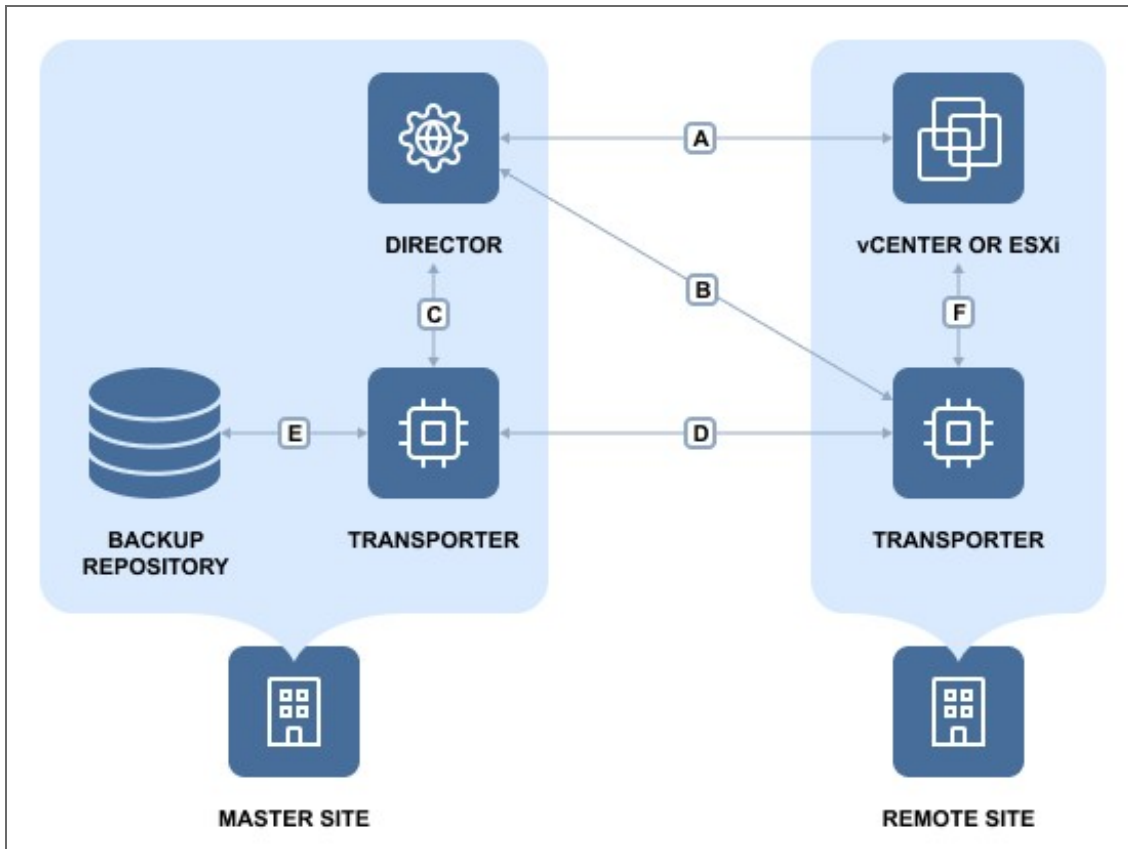 A
DIRECTOR
vCENTER OR ESXi
B
C
F
E
D
BACKUP
REPOSITORY
TRANSPORTER
TRANSPORTER
MASTER SITE
REMOTE SITE